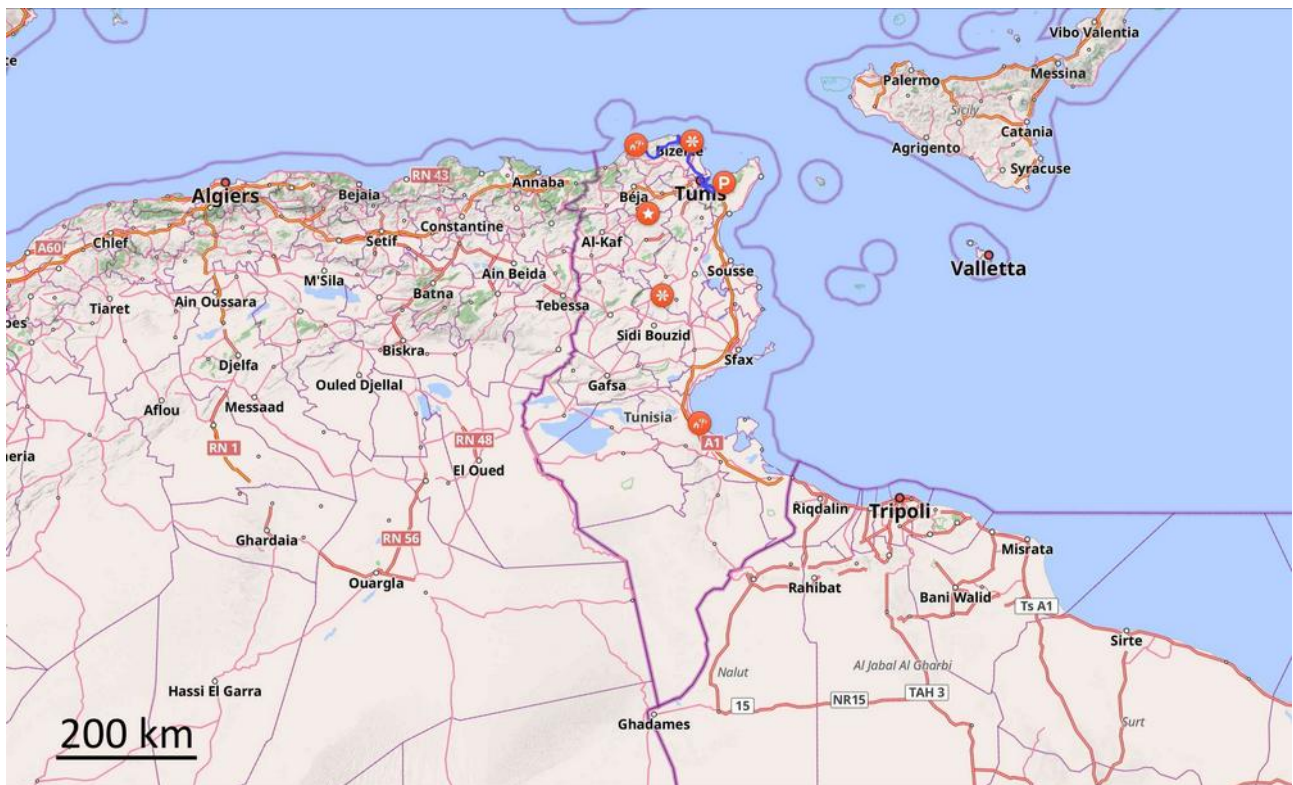 Vibo Valentia
Messina
Palermo
Sicily
Catania
Agrigento
Syracuse
RN 43
Annaba
Tunis
Algiers
Bejaia
Béja
Constantine
Setif
Al-Kaf
A60
Chlef
Valletta
Sousse
Ain Beida
M'Sila
Batna
Tebessa
Ain Oussara
Tiaret
Sidi Bouzid
Biskra
Sfax
Djelfa
Ouled Djellal
Gafsa
Messaad
Aflou
Tunisia
P
A1
RN 48
RN 1
El Oued
Riqdalin
Tripoli
Ghardaia
RN 56
Misrata
Ouargla
Rahibat
Bani Walid
Ts A1
Sirte
Al Jabal Al Gharbi
Nalut
Hassi El Garra
TAH 3
NR15
15
Ghadames
Surt
200 km